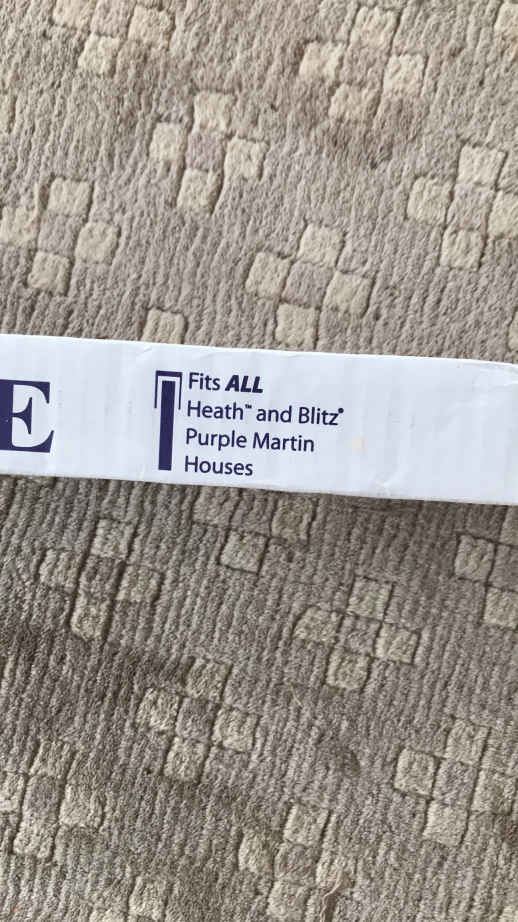 E
Fits ALL
Heath™ and Blitz®
Purple Martin
Houses